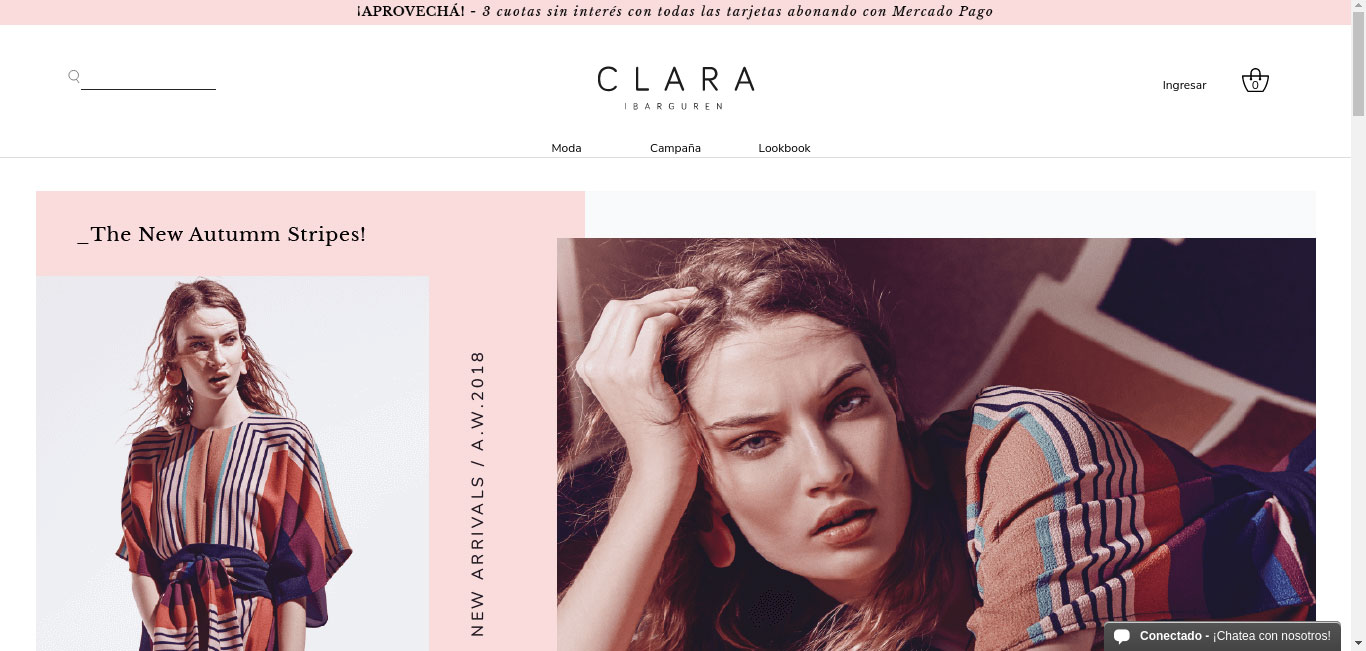 ¡APROVECHÁ! - 3 cuotas sin interés con todas las tarjetas abonando con Mercado Pago
CLARA
IBARGUREN
Ingresar
0
Moda
Campaña
Lookbook
_The New Autumm Stripes!
NEW ARRIVALS / A.W.2018
Conectado - ¡Chatea con nosotros!